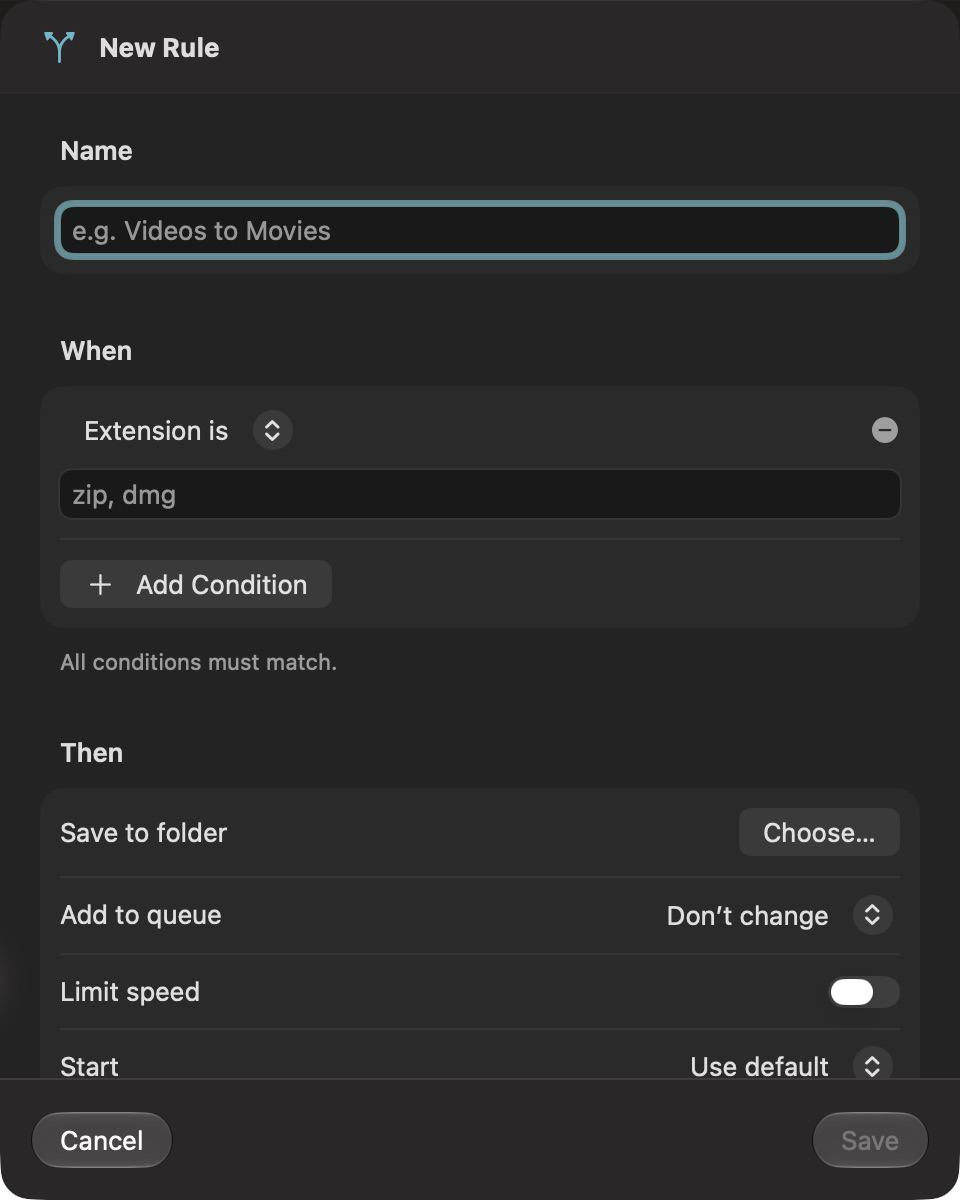 New Rule
Name
e.g. Videos to Movies
When
Extension is
zip, dmg
Add Condition
All conditions must match.
Then
Save to folder
Choose...
Add to queue
Don’t change
Limit speed
Start
Use default
Cancel
Save